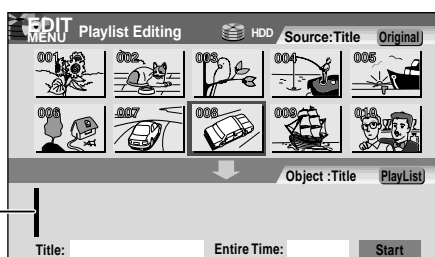 EDIT MENU Playlist Editing HDD Source:Title Original
001 002 003 004 005
006 007 008 009 010
Object :Title PlayList
Title: Entire Time: Start